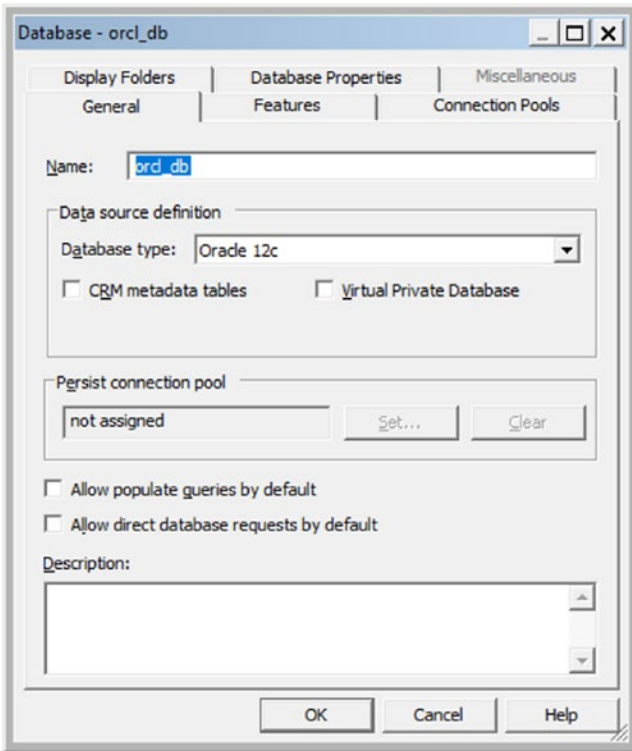 Database - orcl_db
Display Folders Database Properties Miscellaneous
General Features Connection Pools
Name: orcl_db
Data source definition
Database type: Oracle 12c
CRM metadata tables Virtual Private Database
Persist connection pool
not assigned Set... Clear
Allow populate queries by default
Allow direct database requests by default
Description:
OK Cancel Help